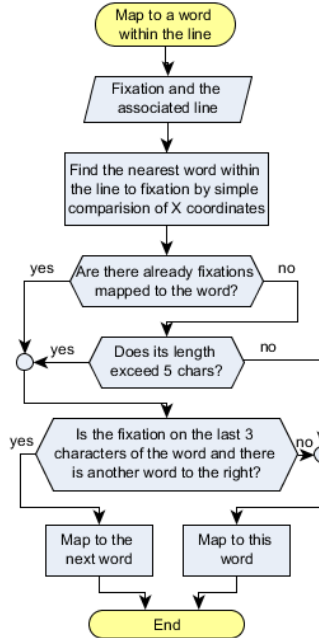 Map to a word
within the line
Fixation and the
associated line
Find the nearest word within
the line to fixation by simple
comparision of X coordinates
yes
Are there already fixations
mapped to the word?
no
yes
Does its length
exceed 5 chars?
no
yes
Is the fixation on the last 3
characters of the word and there
is another word to the right?
no
Map to the
next word
Map to this
word
End